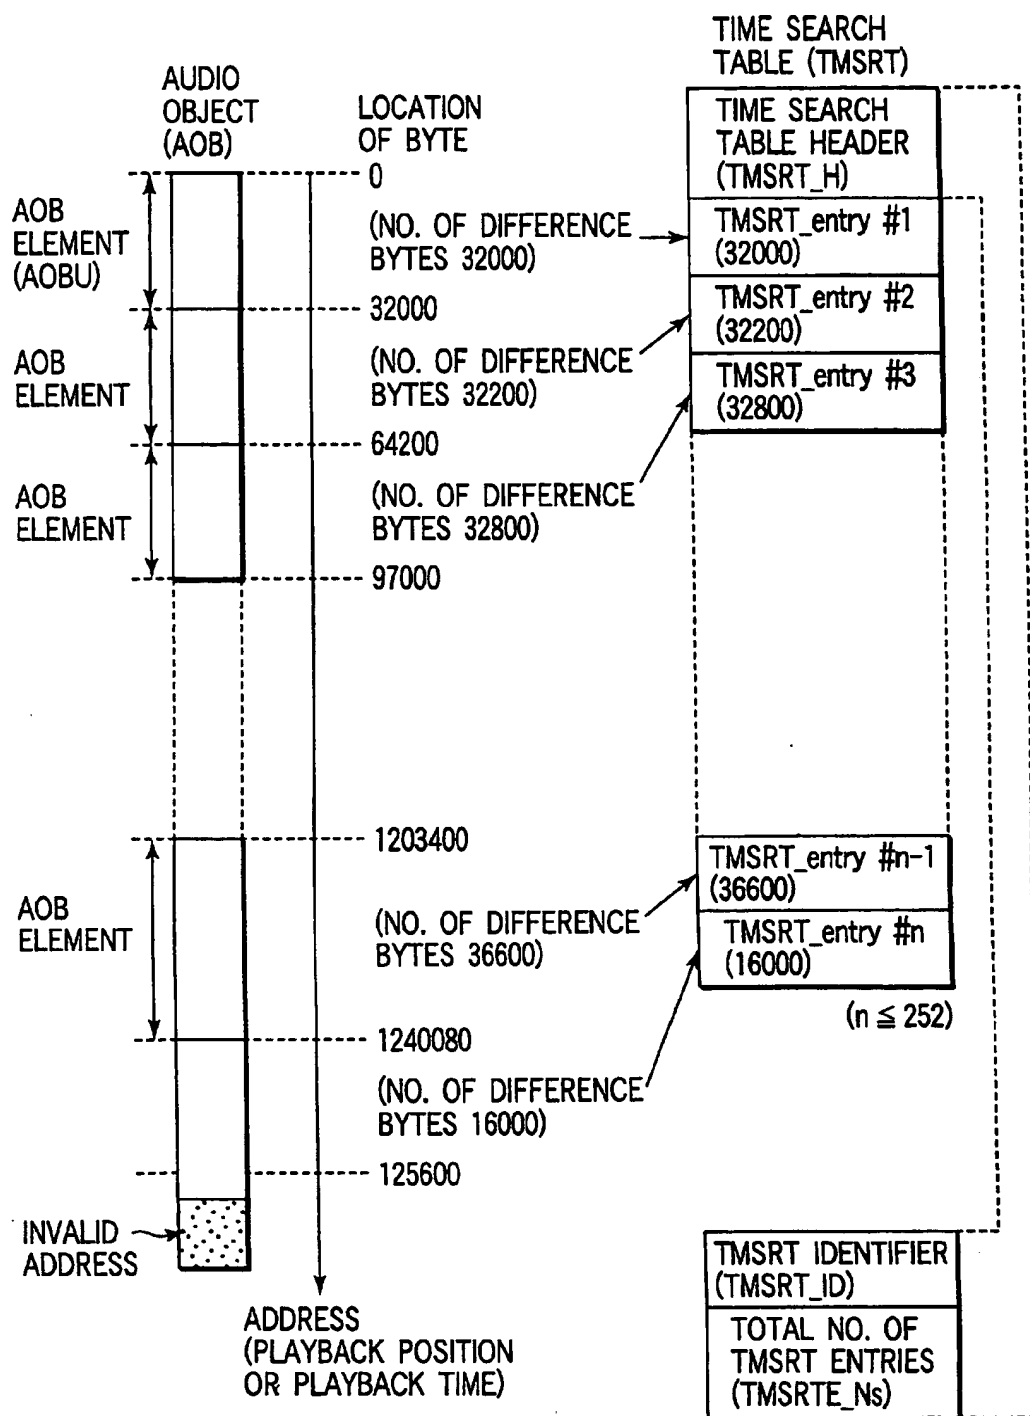 TIME SEARCH
TABLE (TMSRT)
AUDIO
OBJECT
(AOB)
LOCATION
OF BYTE
0
TIME SEARCH
TABLE HEADER
(TMSRT_H)
AOB
ELEMENT
(AOBU)
(NO. OF DIFFERENCE
BYTES 32000)
TMSRT_entry #1
(32000)
32000
TMSRT_entry #2
(32200)
AOB
ELEMENT
(NO. OF DIFFERENCE
BYTES 32200)
TMSRT_entry #3
(32800)
64200
AOB
ELEMENT
(NO. OF DIFFERENCE
BYTES 32800)
97000
1203400
TMSRT_entry #n-1
(36600)
AOB
ELEMENT
(NO. OF DIFFERENCE
BYTES 36600)
TMSRT_entry #n
(16000)
(n ≦ 252)
1240080
(NO. OF DIFFERENCE
BYTES 16000)
125600
INVALID
ADDRESS
TMSRT IDENTIFIER
(TMSRT_ID)
ADDRESS
(PLAYBACK POSITION
OR PLAYBACK TIME)
TOTAL NO. OF
TMSRT ENTRIES
(TMSRTE_Ns)